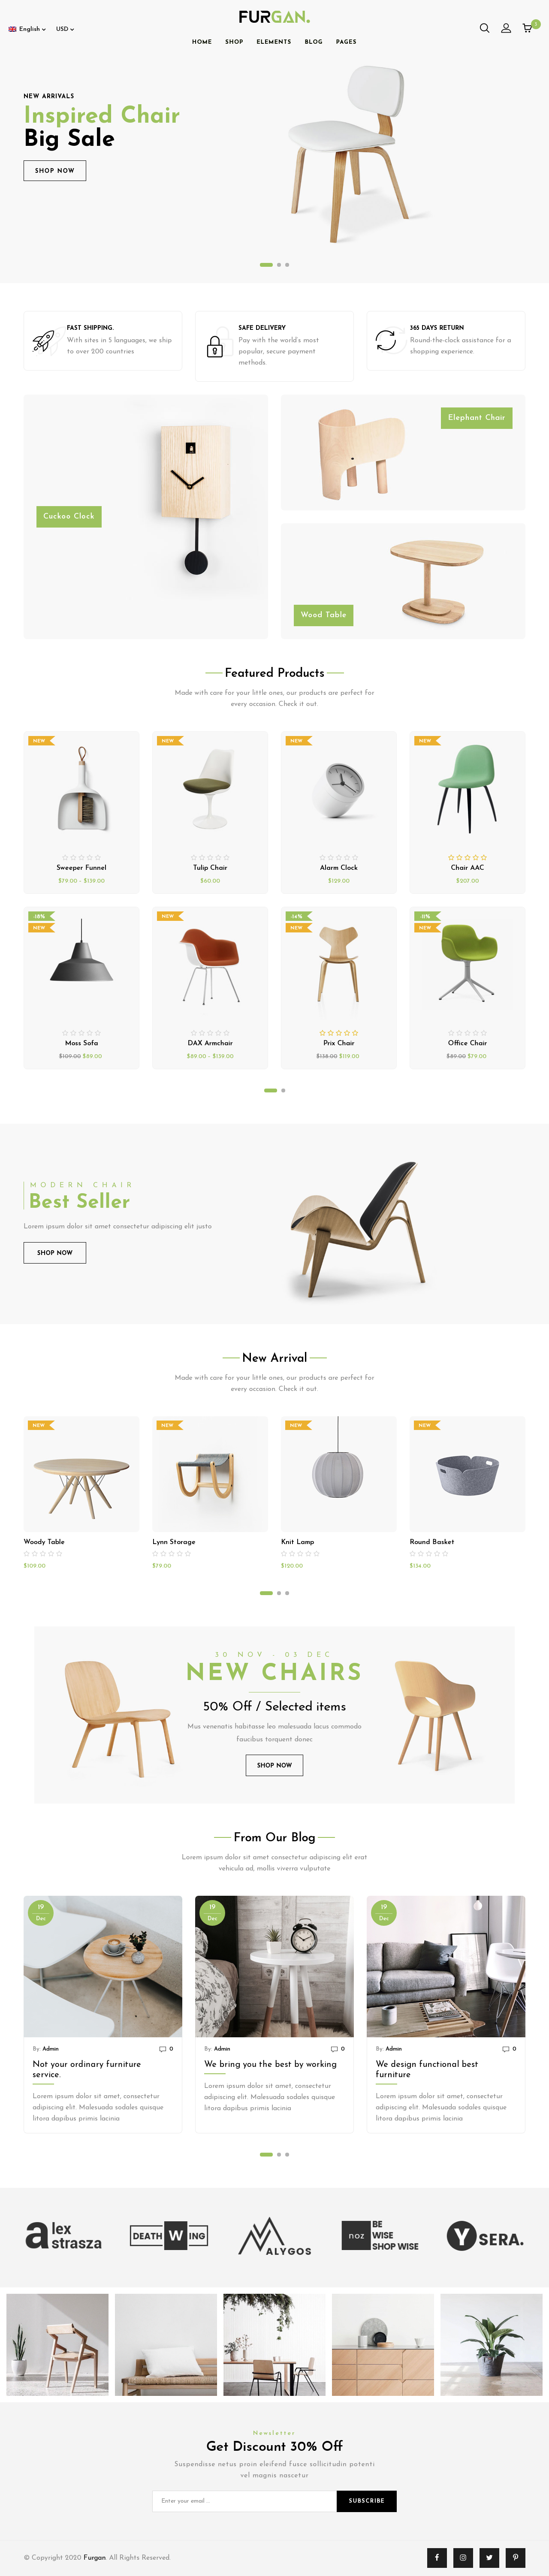 English
USD
FURGAN.
HOME
SHOP
ELEMENTS
BLOG
PAGES
NEW ARRIVALS
Inspired Chair
Big Sale
SHOP NOW
FAST SHIPPING.
With sites in 5 languages, we ship
to over 200 countries
SAFE DELIVERY
Pay with the world's most
popular, secure payment
methods
365 DAYS RETURN
Round-the-clock assistance for a
shopping experience
Cuckoo Clock
Elephant Chair
Wood Table
Featured Products
Made with care for your little ones, our products are perfect for
every occasion. Check it out.
NEW
Sweeper Funnel
$79.00 – $139.00
NEW
Tulip Chair
$60.00
NEW
Alarm Clock
$129.00
NEW
Chair AAC
$207.00
-18%
NEW
Moss Sofa
$109.00 $89.00
NEW
DAX Armchair
$89.00 – $139.00
-14%
NEW
Prix Chair
$138.00 $119.00
-11%
NEW
Office Chair
$89.00 $79.00
MODERN CHAIR
Best Seller
Lorem ipsum dolor sit amet consectetur adipiscing elit justo
SHOP NOW
New Arrival
Made with care for your little ones, our products are perfect for
every occasion. Check it out.
NEW
Woody Table
$109.00
NEW
Lynn Storage
$79.00
NEW
Knit Lamp
$120.00
NEW
Round Basket
$134.00
30 NOV - 03 DEC
NEW CHAIRS
50% Off / Selected items
Mus venenatis habitasse leo malesuada lacus commodo
faucibus torquent donec
SHOP NOW
From Our Blog
Lorem ipsum dolor sit amet consectetur adipiscing elit erat
vehicula ad, mollis viverra vulputate
19
Dec
By: Admin
0
Not your ordinary furniture
service.
Lorem ipsum dolor sit amet, consectetur
adipiscing elit. Malesuada sodales quisque
litora dapibus primis lacinia
19
Dec
By: Admin
0
We bring you the best by working
Lorem ipsum dolor sit amet, consectetur
adipiscing elit. Malesuada sodales quisque
litora dapibus primis lacinia
19
Dec
By: Admin
0
We design functional best
furniture
Lorem ipsum dolor sit amet, consectetur
adipiscing elit. Malesuada sodales quisque
litora dapibus primis lacinia
alex
strasza
DEATH W ING
MALYGOS
noz
BE
WISE
SHOP WISE
YSERA.
Newsletter
Get Discount 30% Off
Suspendisse netus proin eleifend fusce sollicitudin potenti
vel magnis nascetur
Enter your email ...
SUBSCRIBE
© Copyright 2020 Furgan. All Rights Reserved.